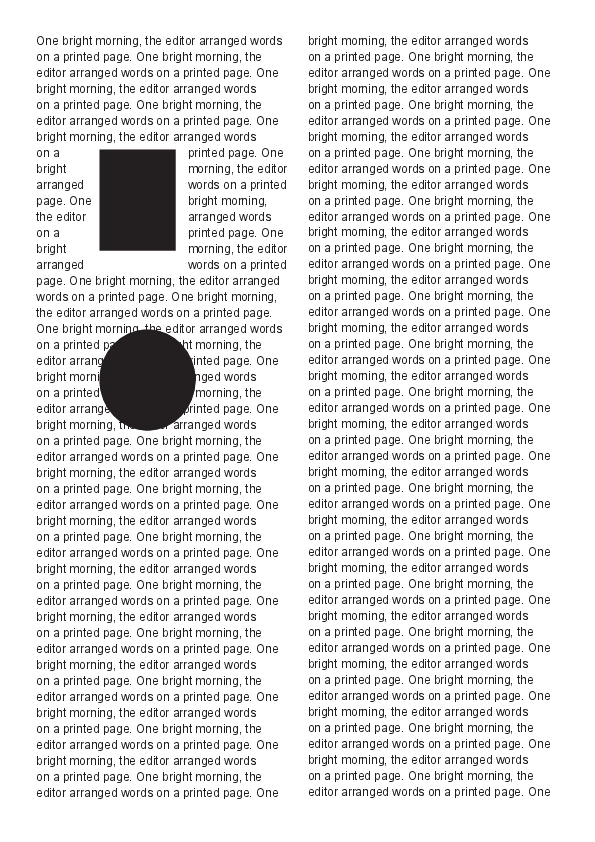 One bright morning, the editor arranged words
on a printed page. One bright morning, the
editor arranged words on a printed page. One
bright morning, the editor arranged words
on a printed page. One bright morning, the
editor arranged words on a printed page. One
bright morning, the editor arranged words
on a printed page. One
bright morning, the editor
arranged words on a printed
page. One bright morning,
the editor arranged words
on a printed page. One
bright morning, the editor
arranged words on a printed
page. One bright morning, the editor arranged
words on a printed page. One bright morning,
the editor arranged words on a printed page.
One bright morning, the editor arranged words
on a printed morning, the
editor page. One
bright words
on a printed morning, the
editor printed page. One
bright morning, arranged words
on a printed page. One bright morning, the
editor arranged words on a printed page. One
bright morning, the editor arranged words
on a printed page. One bright morning, the
editor arranged words on a printed page. One
bright morning, the editor arranged words
on a printed page. One bright morning, the
editor arranged words on a printed page. One
bright morning, the editor arranged words
on a printed page. One bright morning, the
editor arranged words on a printed page. One
bright morning, the editor arranged words
on a printed page. One bright morning, the
editor arranged words on a printed page. One
bright morning, the editor arranged words
on a printed page. One bright morning, the
editor arranged words on a printed page. One
bright morning, the editor arranged words
on a printed page. One bright morning, the
editor arranged words on a printed page. One
bright morning, the editor arranged words
on a printed page. One bright morning, the
editor arranged words on a printed page. One
bright morning, the editor arranged words
on a printed page. One bright morning, the
editor arranged words on a printed page. One
bright morning, the editor arranged words
on a printed page. One bright morning, the
editor arranged words on a printed page. One
bright morning, the editor arranged words
on a printed page. One bright morning, the
editor arranged words on a printed page. One
bright morning, the editor arranged words
on a printed page. One bright morning, the
editor arranged words on a printed page. One
bright morning, the editor arranged words
on a printed page. One bright morning, the
editor arranged words on a printed page. One
bright morning, the editor arranged words
on a printed page. One bright morning, the
editor arranged words on a printed page. One
bright morning, the editor arranged words
on a printed page. One bright morning, the
editor arranged words on a printed page. One
bright morning, the editor arranged words
on a printed page. One bright morning, the
editor arranged words on a printed page. One
bright morning, the editor arranged words
on a printed page. One bright morning, the
editor arranged words on a printed page. One
bright morning, the editor arranged words
on a printed page. One bright morning, the
editor arranged words on a printed page. One
bright morning, the editor arranged words
on a printed page. One bright morning, the
editor arranged words on a printed page. One
bright morning, the editor arranged words
on a printed page. One bright morning, the
editor arranged words on a printed page. One
bright morning, the editor arranged words
on a printed page. One bright morning, the
editor arranged words on a printed page. One
bright morning, the editor arranged words
on a printed page. One bright morning, the
editor arranged words on a printed page. One
bright morning, the editor arranged words
on a printed page. One bright morning, the
editor arranged words on a printed page. One
bright morning, the editor arranged words
on a printed page. One bright morning, the
editor arranged words on a printed page. One